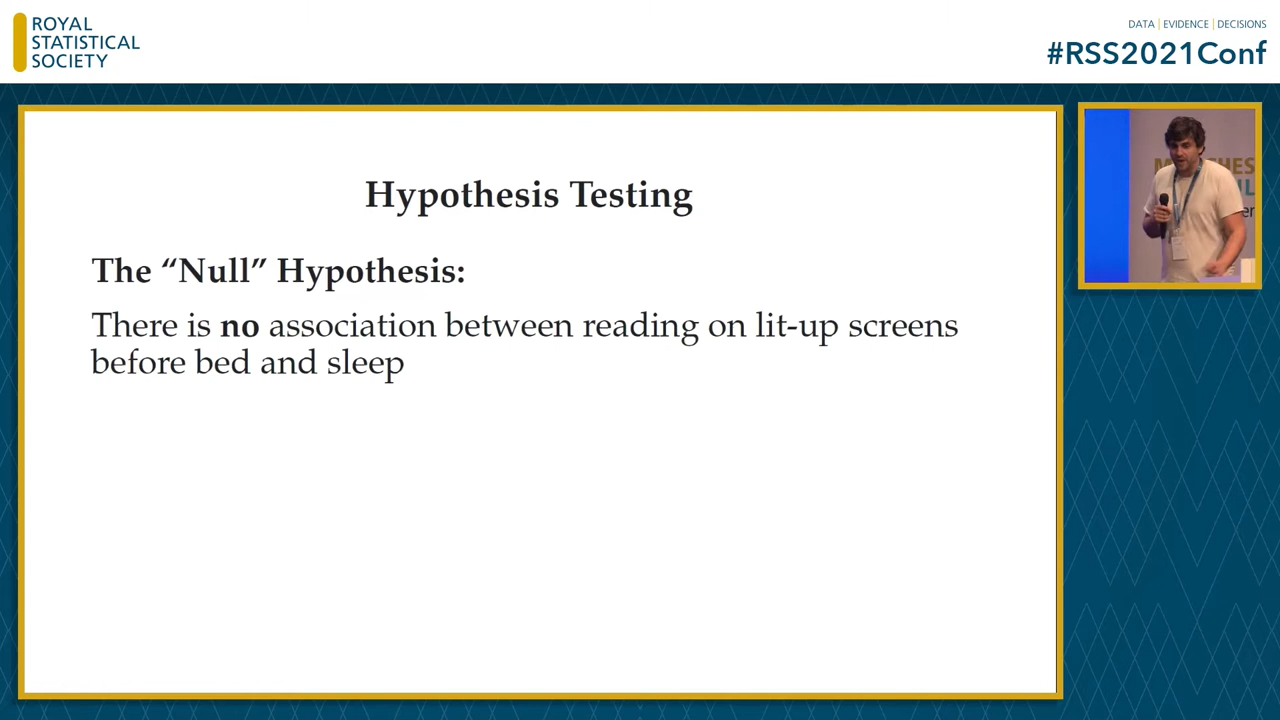 ROYAL
STATISTICAL
SOCIETY
DATA | EVIDENCE | DECISIONS
#RSS2021Conf
Hypothesis Testing
The “Null” Hypothesis:
There is no association between reading on lit-up screens
before bed and sleep